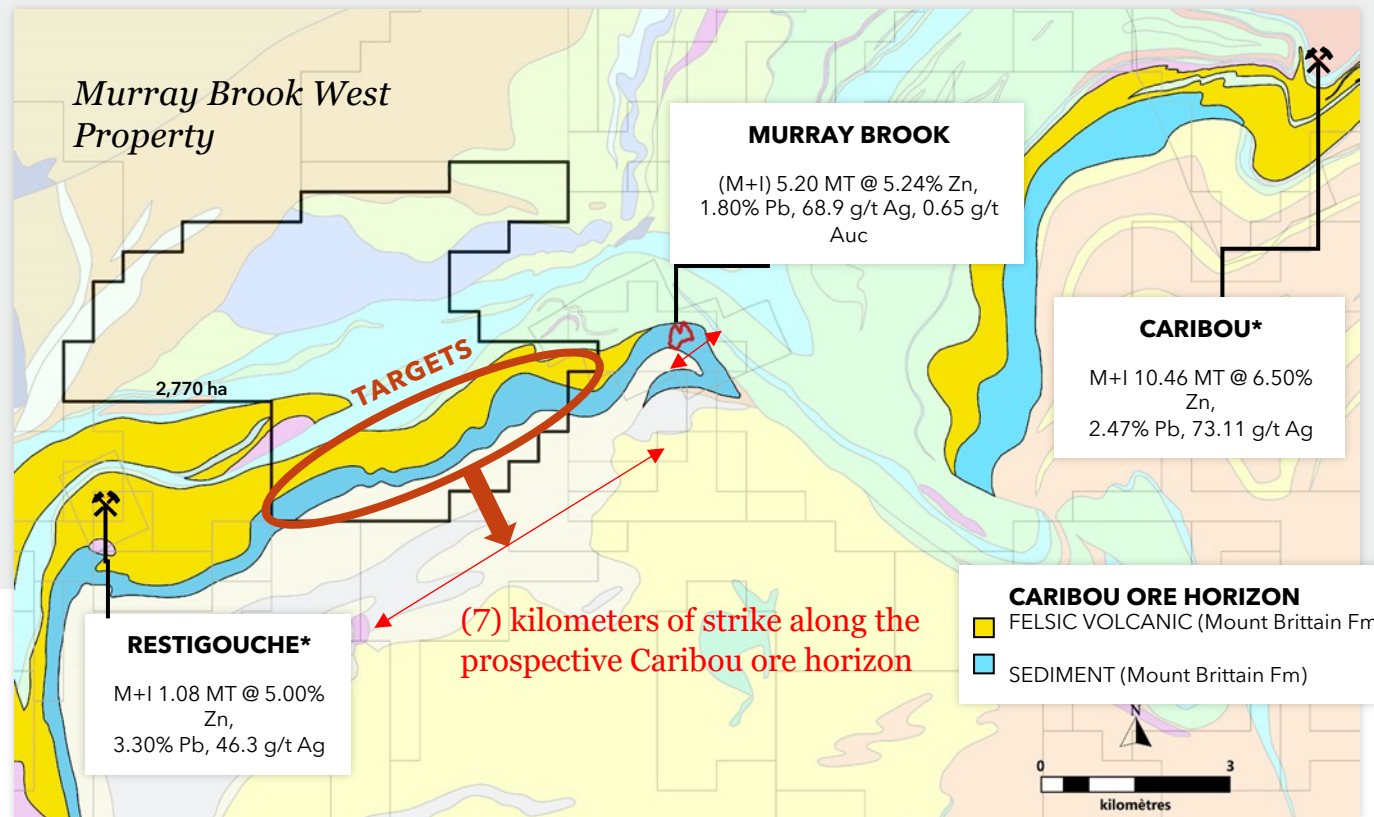 Murray Brook West
Property
MURRAY BROOK
(M+I) 5.20 MT @ 5.24% Zn,
1.80% Pb, 68.9 g/t Ag, 0.65 g/t
Auc
CARIBOU*
M+I 10.46 MT @ 6.50%
Zn,
2.47% Pb, 73.11 g/t Ag
TARGETS
2,770 ha
RESTIGOUCHE*
M+I 1.08 MT @ 5.00%
Zn,
3.30% Pb, 46.3 g/t Ag
(7) kilometers of strike along the
prospective Caribou ore horizon
CARIBOU ORE HORIZON
FELSIC VOLCANIC (Mount Brittain Fm
SEDIMENT (Mount Brittain Fm)
N
0 3
kilomètres